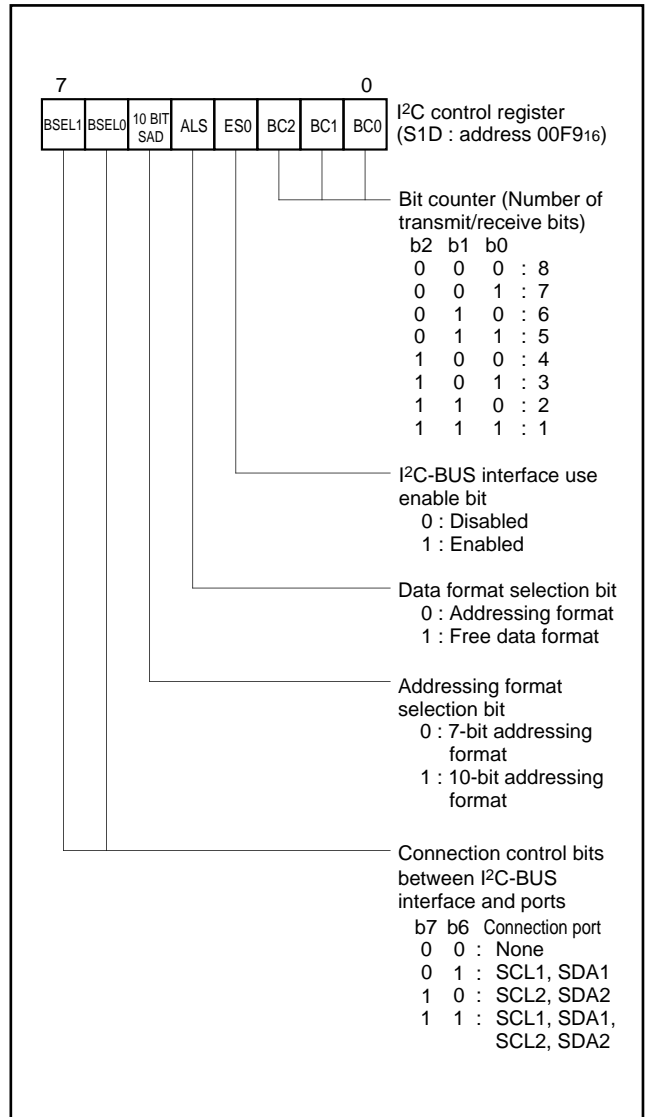 7 0
BSEL1 BSEL0 10 BIT SAD ALS ES0 BC2 BC1 BC0
I2C control register
(S1D : address 00F916)
Bit counter (Number of
transmit/receive bits)
b2 b1 b0
0 0 0 : 8
0 0 1 : 7
0 1 0 : 6
0 1 1 : 5
1 0 0 : 4
1 0 1 : 3
1 1 0 : 2
1 1 1 : 1
I2C-BUS interface use
enable bit
0 : Disabled
1 : Enabled
Data format selection bit
0 : Addressing format
1 : Free data format
Addressing format
selection bit
0 : 7-bit addressing
format
1 : 10-bit addressing
format
Connection control bits
between I2C-BUS
interface and ports
b7 b6 Connection port
0 0 : None
0 1 : SCL1, SDA1
1 0 : SCL2, SDA2
1 1 : SCL1, SDA1,
SCL2, SDA2